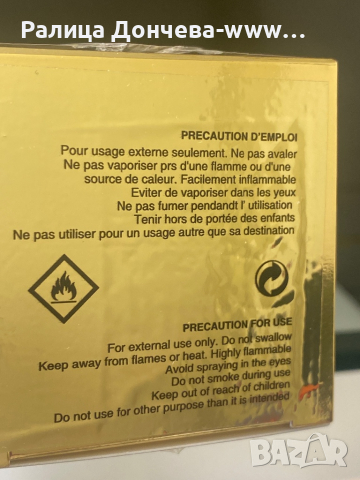 Ралица Дончева-www...
PRECAUTION D'EMPLOI
Pour usage externe seulement. Ne pas avaler
Ne pas vaporiser prs d'une flamme ou d'une
source de caleur. Facilement inflammable
Eviter de vaporiser dans les yeux
Ne pas fumer pendandt l' utilisation
Tenir hors de portée des enfants
Ne pas utiliser pour un usage autre que sa destination
PRECAUTION FOR USE
For external use only. Do not swallow
Keep away from flames or heat. Highly flammable
Avoid spraying in the eyes
Do not smoke during use
Keep out of reach of children
Do not use for other purpose than it is intended
BAZAR